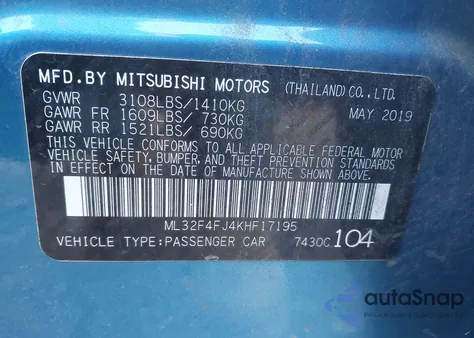 MFD.BY MITSUBISHI MOTORS (THAILAND) CO.,LTD.
GVWR 3108LBS/1410KG MAY 2019
GAWR FR 1609LBS/ 730KG
GAWR RR 1521LBS/ 690KG
THIS VEHICLE CONFORMS TO ALL APPLICABLE FEDERAL MOTOR
VEHICLE SAFETY, BUMPER, AND THEFT PREVENTION STANDARDS
IN EFFECT ON THE DATE OF MANUFACTURE SHOWN ABOVE.
ML32F4FJ4KHF17195
VEHICLE TYPE:PASSENGER CAR 7430C 104
autoSnap